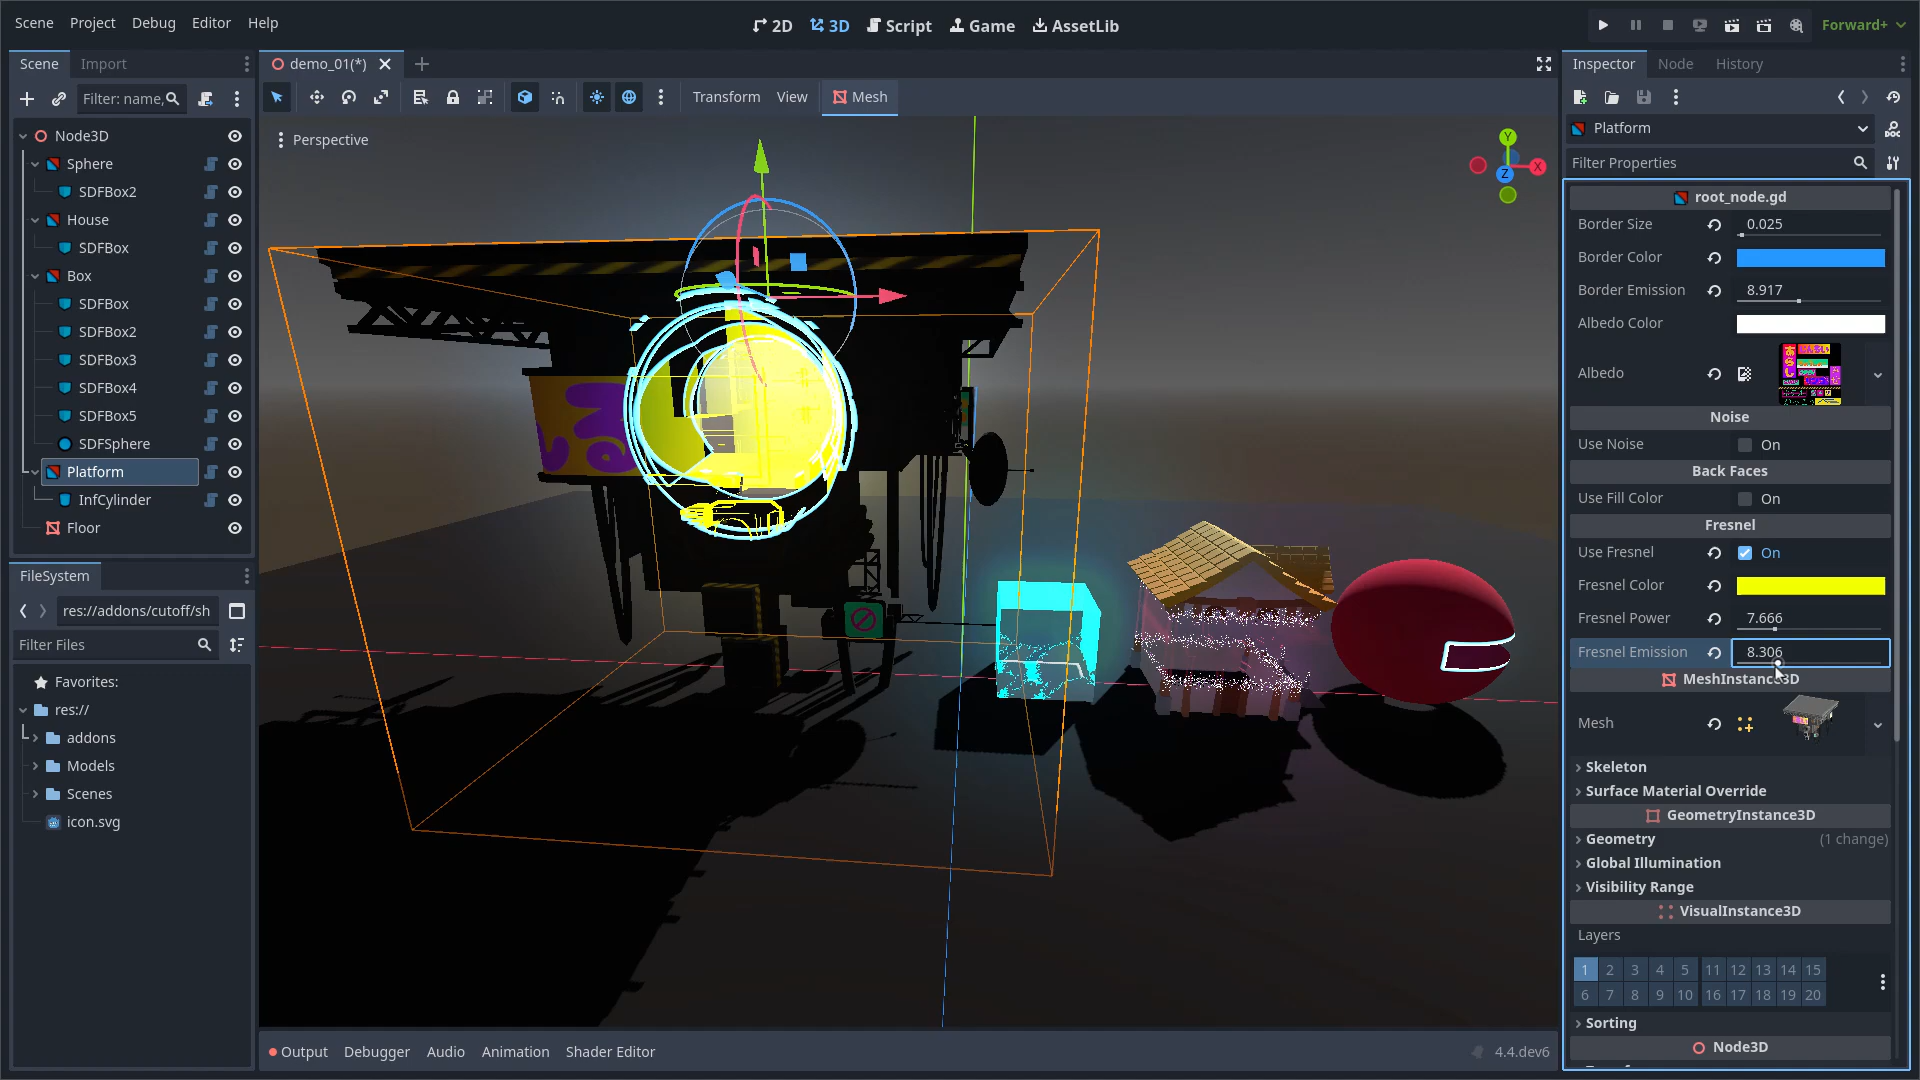 Scene Project Debug Editor Help
2D 3D Script Game AssetLib
Forward+
Scene Import
demo_01(*)
Inspector Node History
Filter: name,
Transform View Mesh
Perspective
Node3D
Sphere
SDFBox2
House
SDFBox
Box
SDFBox
SDFBox2
SDFBox3
SDFBox4
SDFBox5
SDFSphere
Platform
InfCylinder
Floor
FileSystem
res://addons/cutoff/sh
Filter Files
Favorites:
res://
addons
Models
Scenes
icon.svg
Y
X
Z
Output Debugger Audio Animation Shader Editor
4.4.dev6
Platform
Filter Properties
root_node.gd
Border Size 0.025
Border Color
Border Emission 8.917
Albedo Color
Albedo
Noise
Use Noise On
Back Faces
Use Fill Color On
Fresnel
Use Fresnel On
Fresnel Color
Fresnel Power 7.666
Fresnel Emission 8.306
MeshInstance3D
Mesh
Skeleton
Surface Material Override
GeometryInstance3D
Geometry (1 change)
Global Illumination
Visibility Range
VisualInstance3D
Layers
1 2 3 4 5 11 12 13 14 15
6 7 8 9 10 16 17 18 19 20
Sorting
Node3D